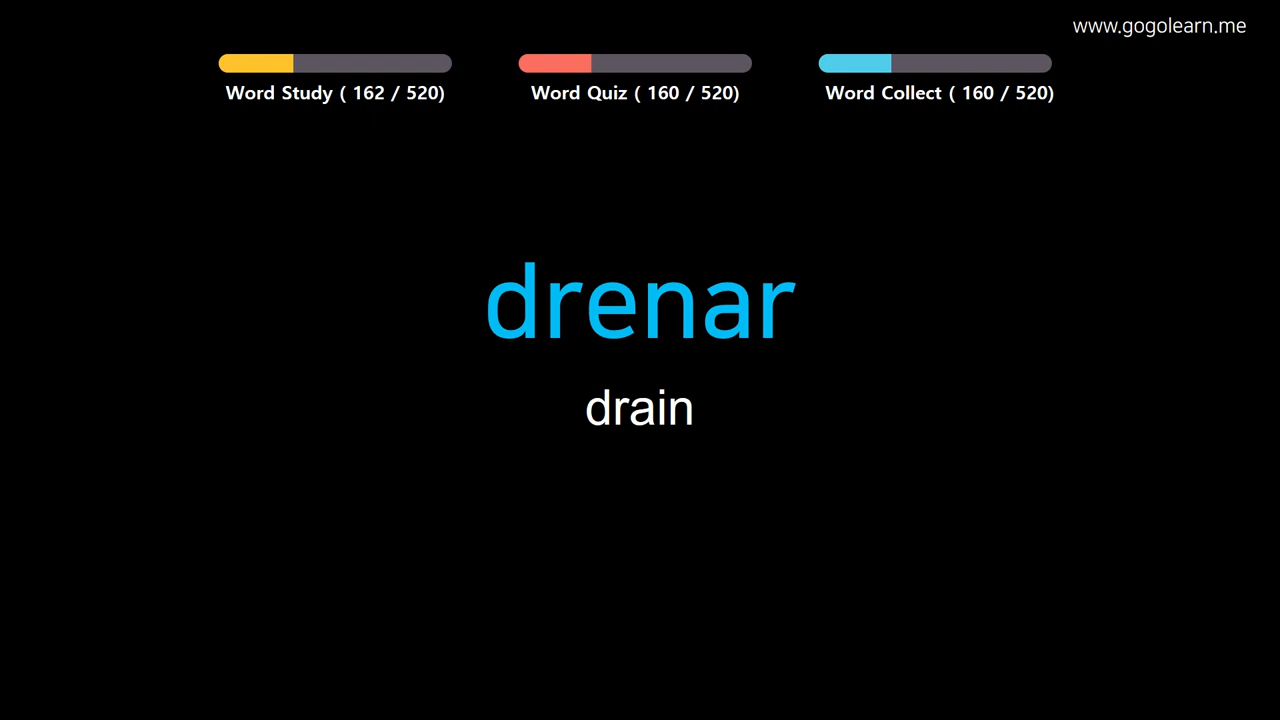 www.gogolearn.me
Word Study ( 162 / 520)
Word Quiz ( 160 / 520)
Word Collect ( 160 / 520)
drenar
drain